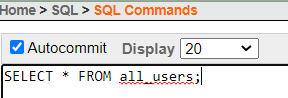 Home > SQL > SQL Commands
Autocommit Display 20
SELECT * FROM all_users;